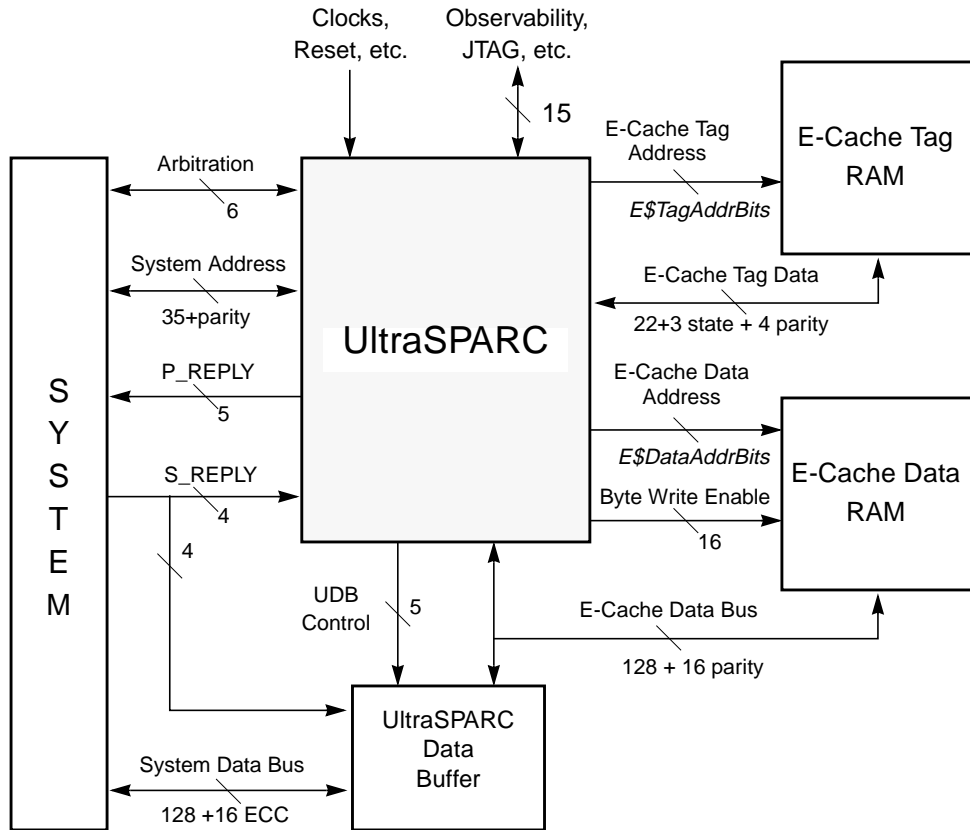 Clocks,
Reset, etc.
Observability,
JTAG, etc.
15
E-Cache Tag
Address
E$TagAddrBits
E-Cache Tag
RAM
Arbitration
6
System Address
35+parity
E-Cache Tag Data
22+3 state + 4 parity
UltraSPARC
P_REPLY
5
E-Cache Data
Address
E$DataAddrBits
E-Cache Data
RAM
S_REPLY
4
Byte Write Enable
16
S
Y
S
T
E
M
4
UDB
Control
5
E-Cache Data Bus
128 + 16 parity
UltraSPARC
Data
Buffer
System Data Bus
128 +16 ECC